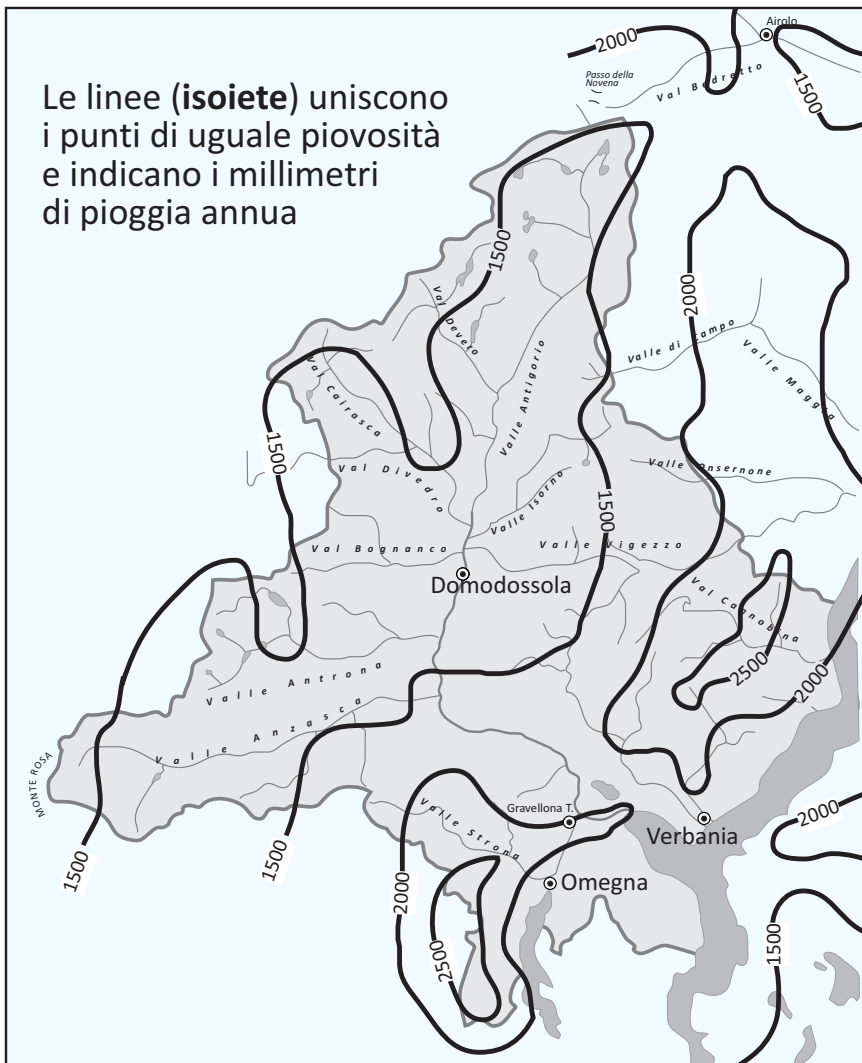 Le linee (isoiete) uniscono
i punti di uguale piovosità
e indicano i millimetri
di pioggia annua
Airolo
2000
Passo della
Novena
Val Bedretto
1500
1500
2000
Val Devero
Valle di Campo
Valle Antigorio
Valle Maggia
Val Cairasca
1500
Valle Onsernone
Val Divedro
1500
Valle Isorno
Val Bognanco
Valle Vigezzo
Domodossola
Val Cannobina
Valle Antrona
2500
2000
Valle Anzasca
MONTE ROSA
Gravellona T.
2000
Valle Strona
Verbania
1500
1500
Omegna
2000
2500
1500